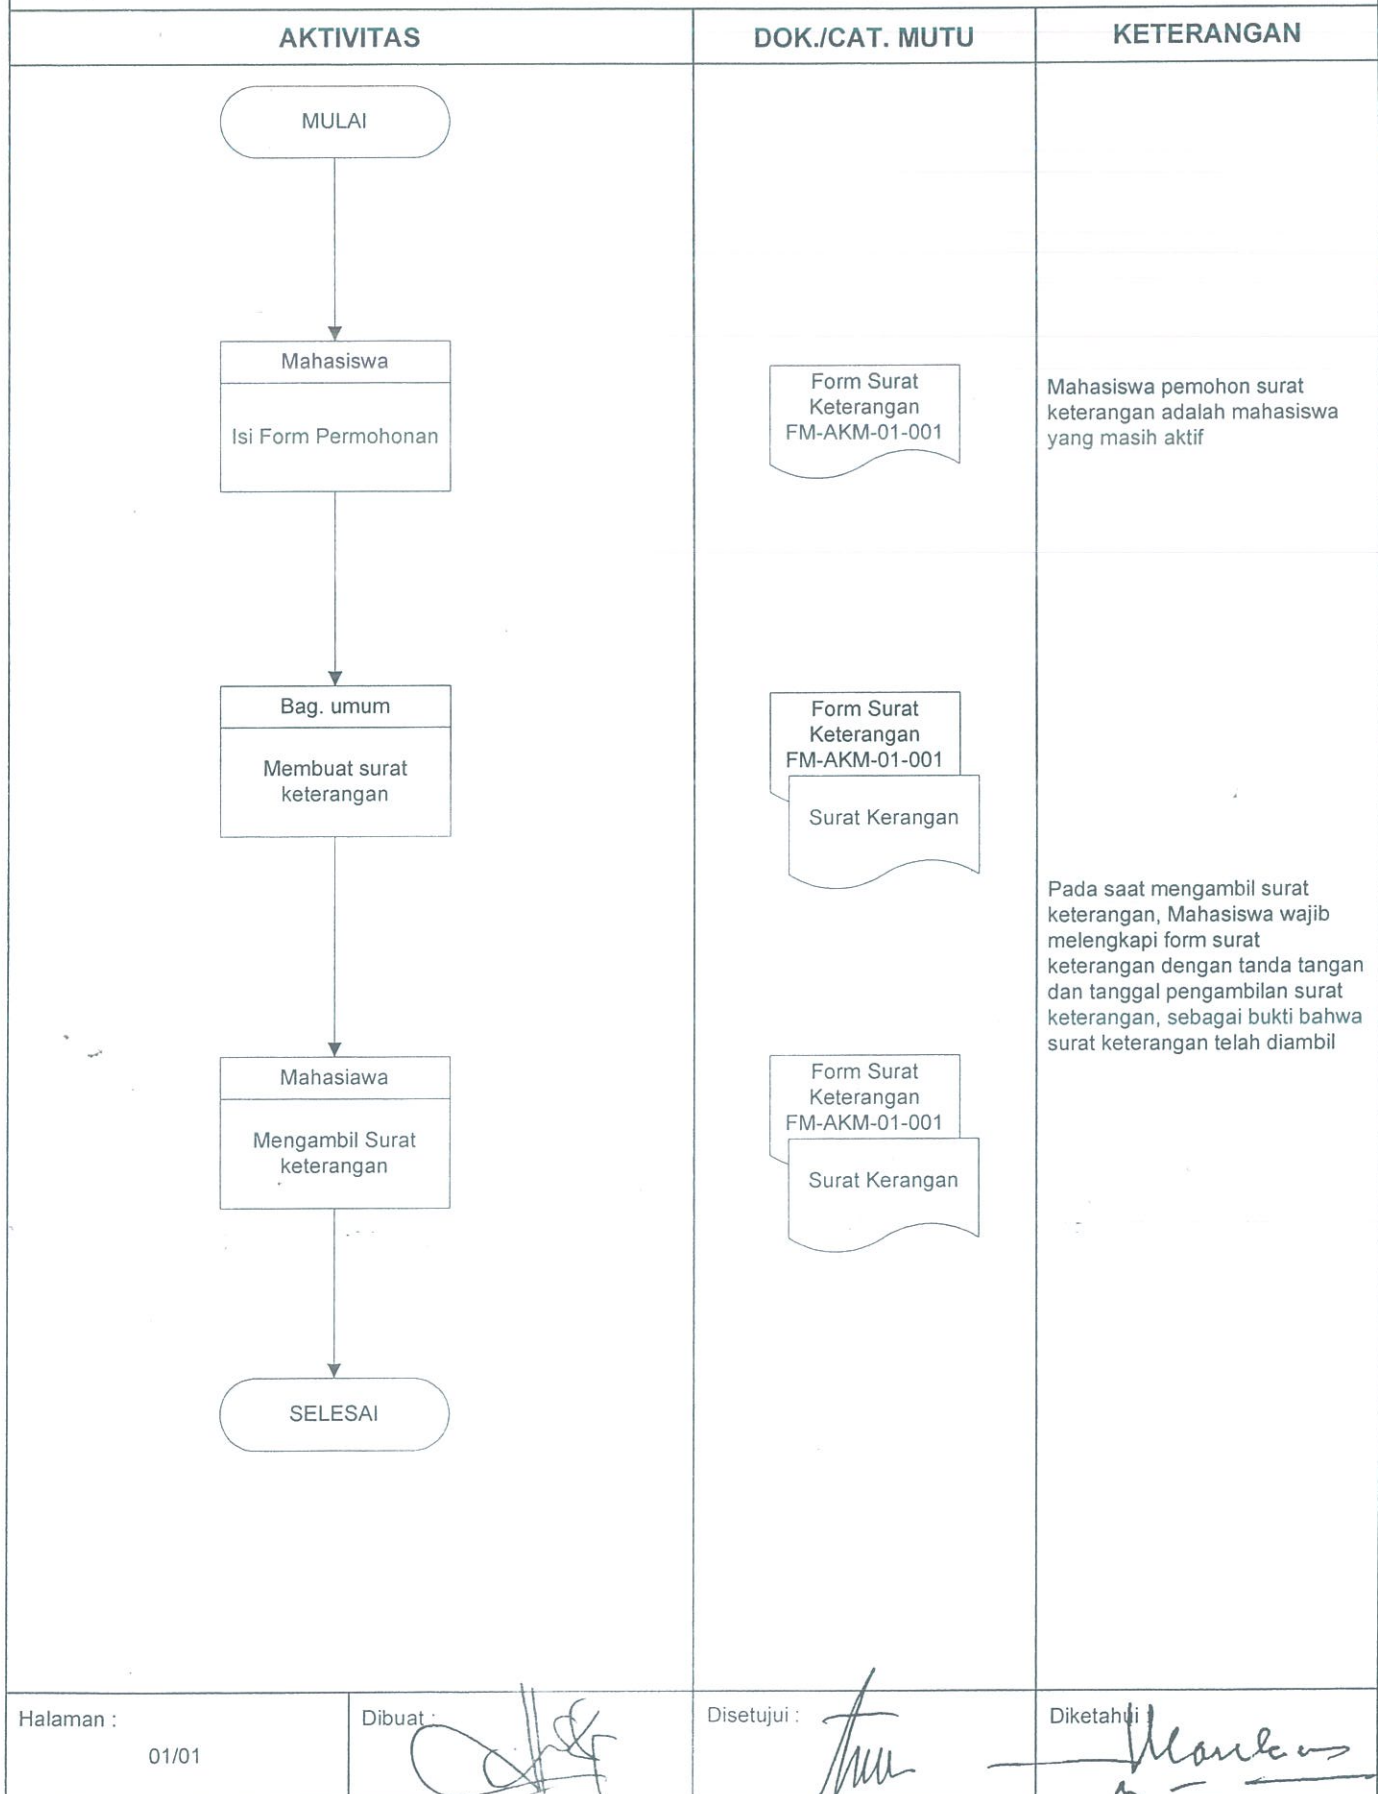 AKTIVITAS
DOK./CAT. MUTU
KETERANGAN
MULAI
Mahasiswa
Isi Form Permohonan
Form Surat
Keterangan
FM-AKM-01-001
Mahasiswa pemohon surat
keterangan adalah mahasiswa
yang masih aktif
Bag. umum
Membuat surat
keterangan
Form Surat
Keterangan
FM-AKM-01-001
Surat Kerangan
Pada saat mengambil surat
keterangan, Mahasiswa wajib
melengkapi form surat
keterangan dengan tanda tangan
dan tanggal pengambilan surat
keterangan, sebagai bukti bahwa
surat keterangan telah diambil
Mahasiawa
Mengambil Surat
keterangan
Form Surat
Keterangan
FM-AKM-01-001
Surat Kerangan
SELESAI
Halaman :
01/01
Dibuat :
Disetujui :
Diketahui :